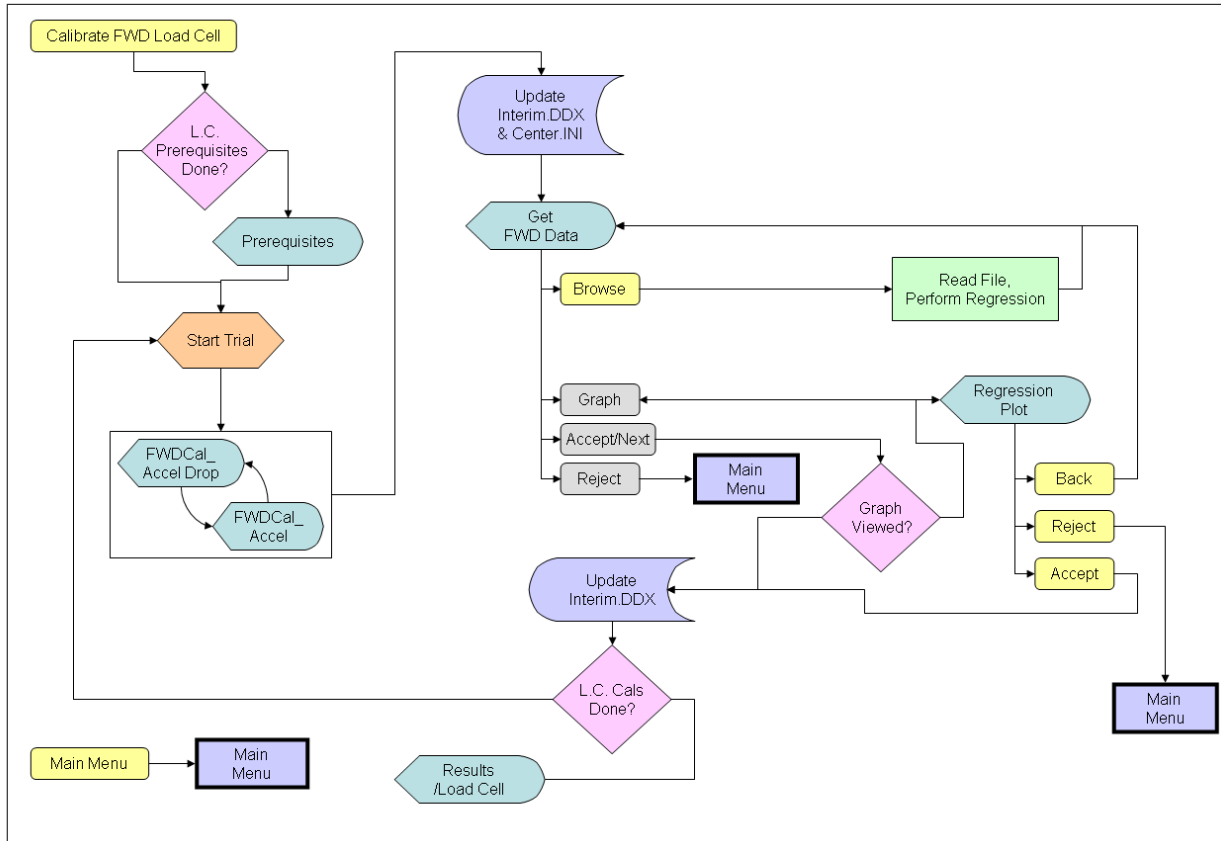 Calibrate FWD Load Cell
L.C.
Prerequisites
Done?
Prerequisites
Start Trial
FWDCal_
Accel Drop
FWDCal_
Accel
Update
Interim.DDX
& Center.INI
Get
FWD Data
Browse
Read File,
Perform Regression
Graph
Accept/Next
Reject
Main
Menu
Regression
Plot
Graph
Viewed?
Back
Reject
Accept
Main
Menu
Update
Interim.DDX
L.C. Cals
Done?
Results
/Load Cell
Main Menu
Main
Menu